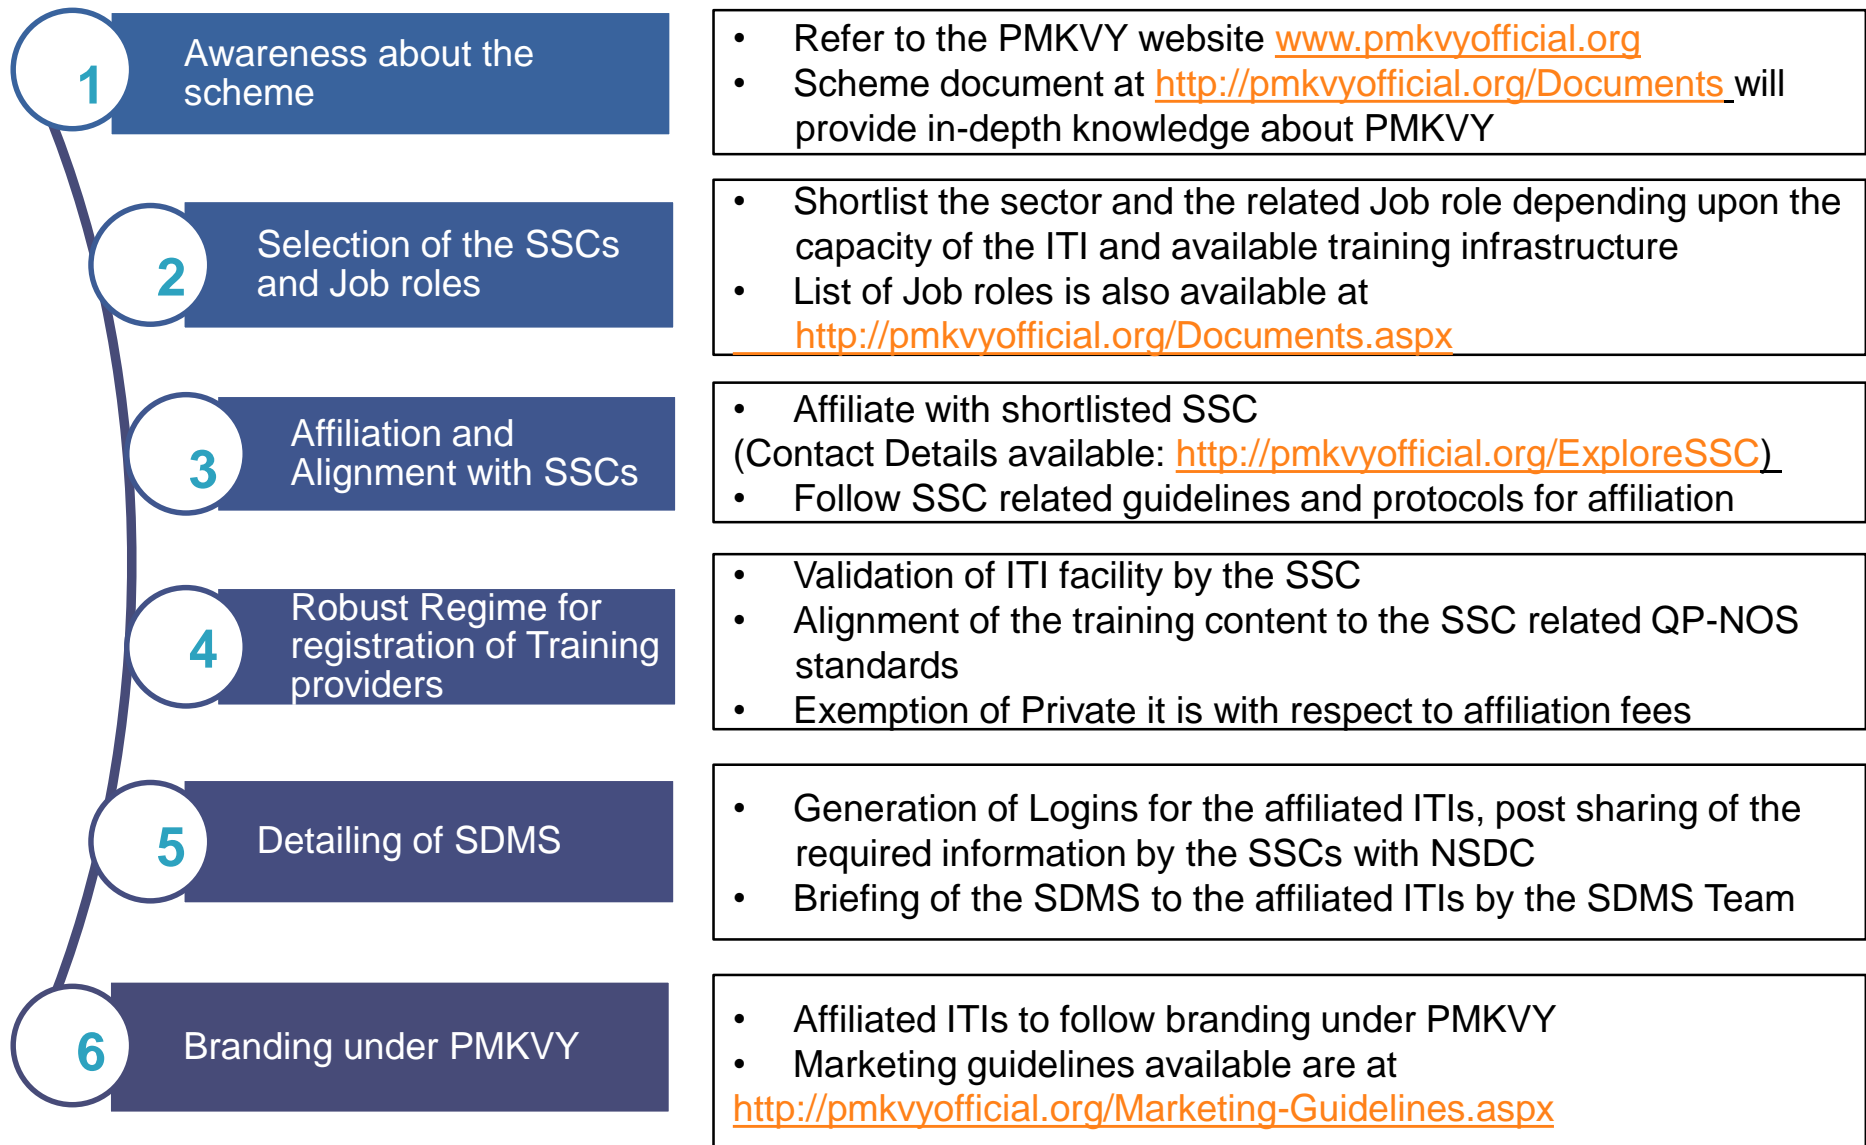 1
Awareness about the
scheme
• Refer to the PMKVY website www.pmkvyofficial.org
• Scheme document at http://pmkvyofficial.org/Documents will
provide in-depth knowledge about PMKVY
2
Selection of the SSCs
and Job roles
• Shortlist the sector and the related Job role depending upon the
capacity of the ITI and available training infrastructure
• List of Job roles is also available at
http://pmkvyofficial.org/Documents.aspx
3
Affiliation and
Alignment with SSCs
• Affiliate with shortlisted SSC
(Contact Details available: http://pmkvyofficial.org/ExploreSSC)
• Follow SSC related guidelines and protocols for affiliation
4
Robust Regime for
registration of Training
providers
• Validation of ITI facility by the SSC
• Alignment of the training content to the SSC related QP-NOS
standards
• Exemption of Private it is with respect to affiliation fees
5
Detailing of SDMS
• Generation of Logins for the affiliated ITIs, post sharing of the
required information by the SSCs with NSDC
• Briefing of the SDMS to the affiliated ITIs by the SDMS Team
6
Branding under PMKVY
• Affiliated ITIs to follow branding under PMKVY
• Marketing guidelines available are at
http://pmkvyofficial.org/Marketing-Guidelines.aspx